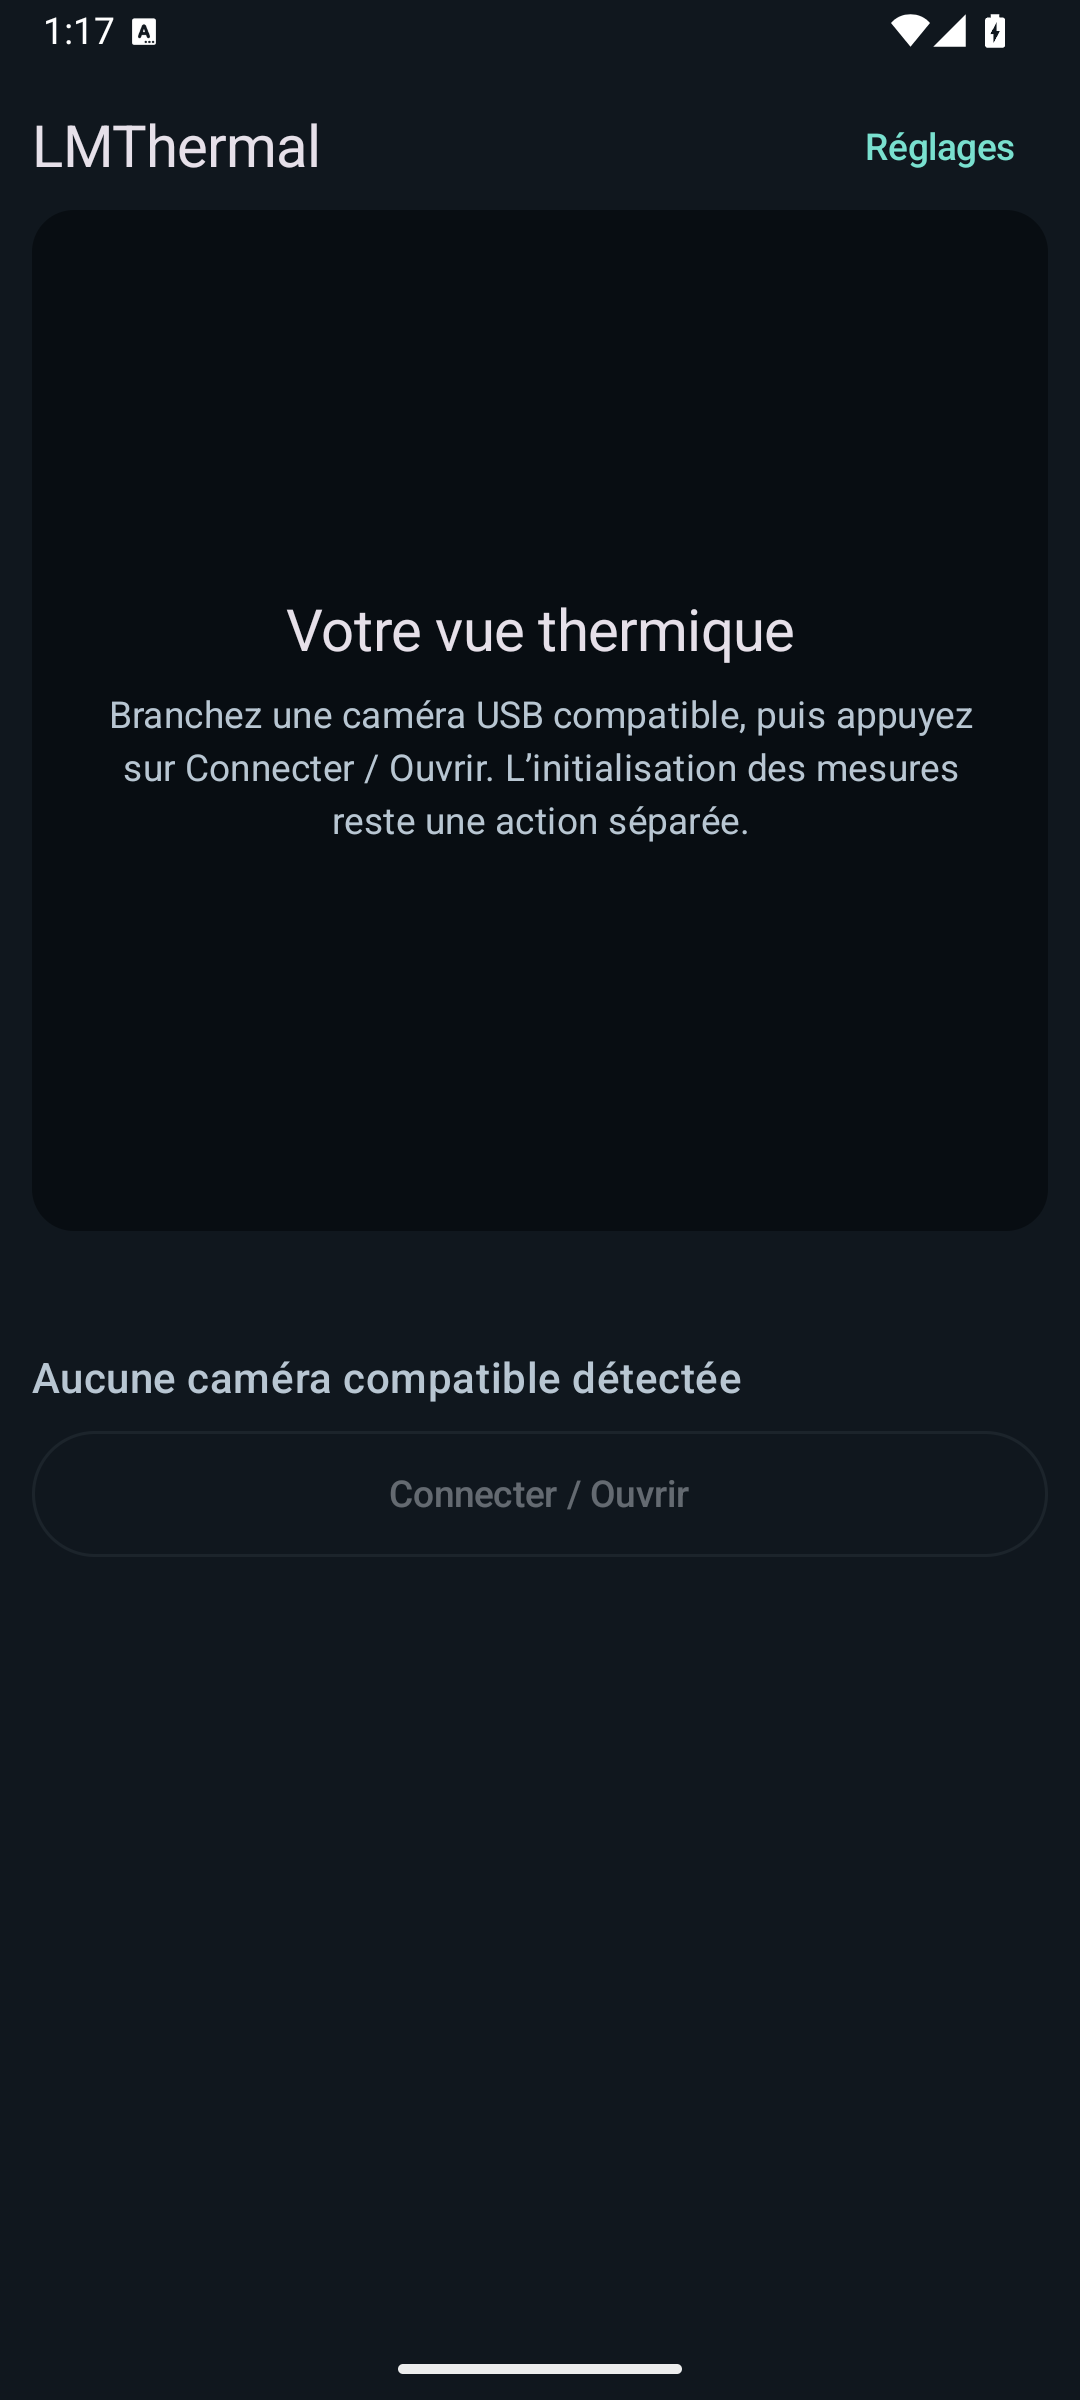 1:17
LMThermal
Réglages
Votre vue thermique
Branchez une caméra USB compatible, puis appuyez
sur Connecter / Ouvrir. L’initialisation des mesures
reste une action séparée.
Aucune caméra compatible détectée
Connecter / Ouvrir